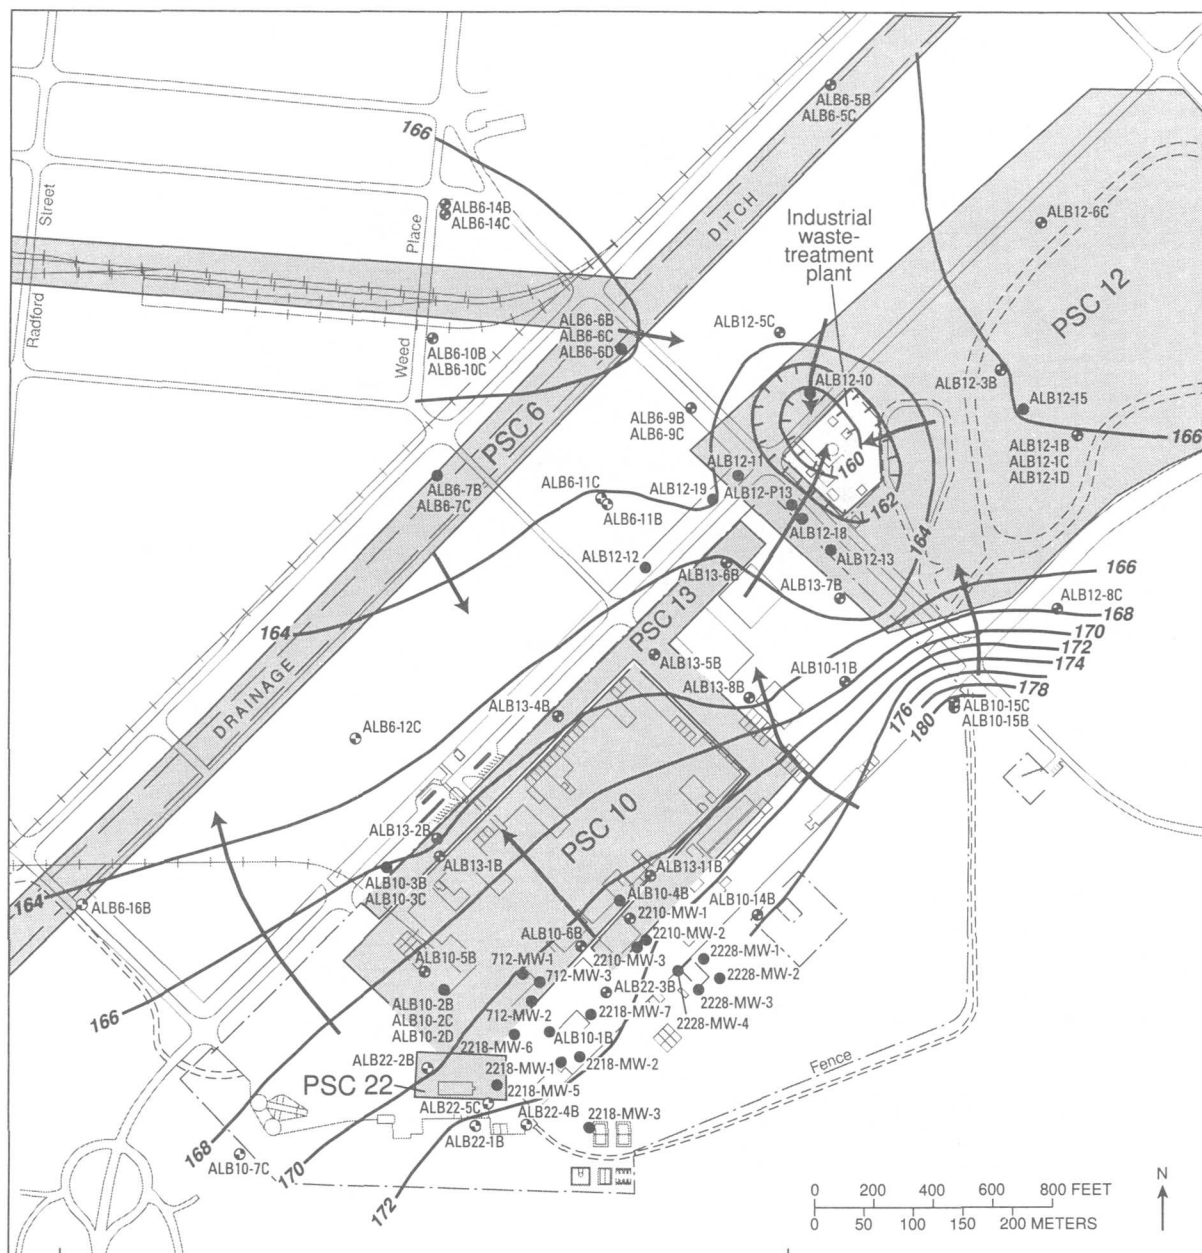 166
ALB6-5B
ALB6-5C
ALB6-14B
ALB6-14C
Street
Place
DITCH
Industrial
waste-
treatment
plant
ALB12-6C
PSC 12
Radford
Weed
ALB6-6B
ALB6-6C
ALB6-6D
ALB12-5C
ALB6-10B
ALB6-10C
ALB12-10
ALB12-3B
ALB12-15
PSC 6
ALB6-9B
ALB6-9C
166
ALB12-1B
ALB12-1C
ALB12-1D
ALB12-11
160
ALB6-7B
ALB6-7C
ALB6-11C
ALB12-19
ALB12-P13
162
ALB6-11B
ALB12-18
164
ALB12-12
ALB12-13
ALB13-6B
ALB13-7B
166
ALB12-8C
168
PSC 13
164
170
172
174
ALB13-5B
ALB10-11B
178
DRAINAGE
ALB13-8B
176
180
ALB10-15C
ALB10-15B
ALB13-4B
ALB6-12C
PSC 10
ALB13-2B
ALB13-1B
ALB10-3B
ALB10-3C
ALB13-11B
164
ALB6-16B
ALB10-4B
2210-MW-1
ALB10-14B
ALB10-6B
2210-MW-2
2210-MW-3
2228-MW-1
ALB10-5B
712-MW-1
712-MW-3
2228-MW-2
ALB22-3B
2228-MW-3
ALB10-2B
ALB10-2C
ALB10-2D
712-MW-2
2218-MW-7
2228-MW-4
166
2218-MW-6
ALB10-1B
ALB22-2B
2218-MW-1
2218-MW-2
Fence
PSC 22
2218-MW-5
ALB22-5C
ALB22-4B
2218-MW-3
ALB22-1B
168
ALB10-7C
170
172
N
0 200 400 600 800 FEET
0 50 100 150 200 METERS